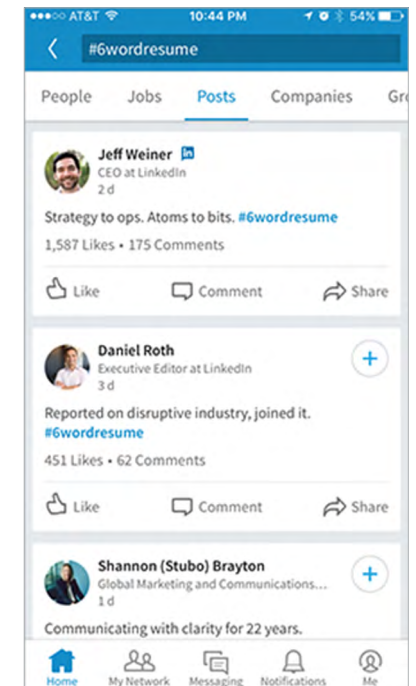 AT&T 10:44 PM 54%
#6wordresume
People Jobs Posts Companies Gr
Jeff Weiner in
CEO at LinkedIn
2 d
Strategy to ops. Atoms to bits. #6wordresume
1,587 Likes • 175 Comments
Like Comment Share
Daniel Roth
Executive Editor at LinkedIn
3 d
Reported on disruptive industry, joined it.
#6wordresume
451 Likes • 62 Comments
Like Comment Share
Shannon (Stubo) Brayton
Global Marketing and Communications...
1 d
Communicating with clarity for 22 years.
Home My Network Messaging Notifications Me